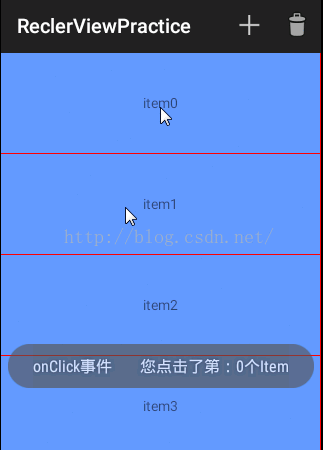 ReclerViewPractice
item0
item1
http://blog.csdn.net/
item2
onClick事件 您点击了第：0个Item
item3